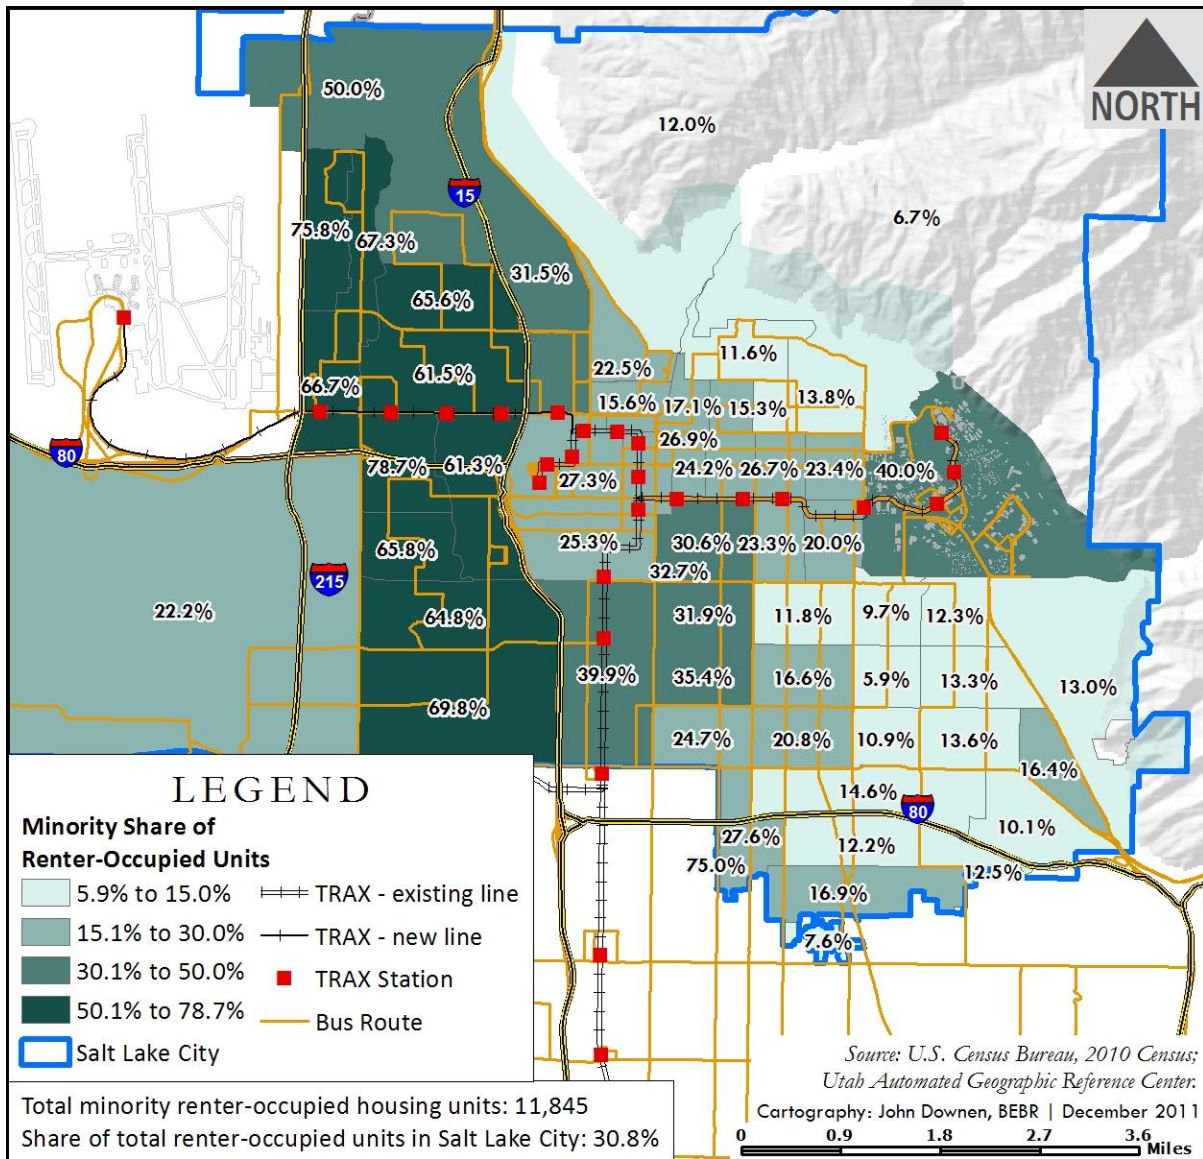 NORTH
50.0%
12.0%
15
6.7%
75.8%
67.3%
31.5%
65.6%
11.6%
22.5%
61.5%
66.7%
13.8%
15.6%
17.1%
15.3%
26.9%
80
78.7%
61.3%
27.3%
24.2%
26.7%
23.4%
40.0%
65.8%
25.3%
30.6%
23.3%
20.0%
32.7%
215
22.2%
64.8%
31.9%
11.8%
9.7%
12.3%
39.9%
35.4%
16.6%
5.9%
13.3%
13.0%
69.8%
24.7%
20.8%
10.9%
13.6%
16.4%
14.6%
80
10.1%
27.6%
12.2%
75.0%
12.5%
16.9%
7.6%
LEGEND
Minority Share of
Renter-Occupied Units
5.9% to 15.0%
15.1% to 30.0%
30.1% to 50.0%
50.1% to 78.7%
Salt Lake City
TRAX - existing line
TRAX - new line
TRAX Station
Bus Route
Total minority renter-occupied housing units: 11,845
Share of total renter-occupied units in Salt Lake City: 30.8%
Source: U.S. Census Bureau, 2010 Census;
Utah Automated Geographic Reference Center.
Cartography: John Downen, BEBR | December 2011
0 0.9 1.8 2.7 3.6
Miles